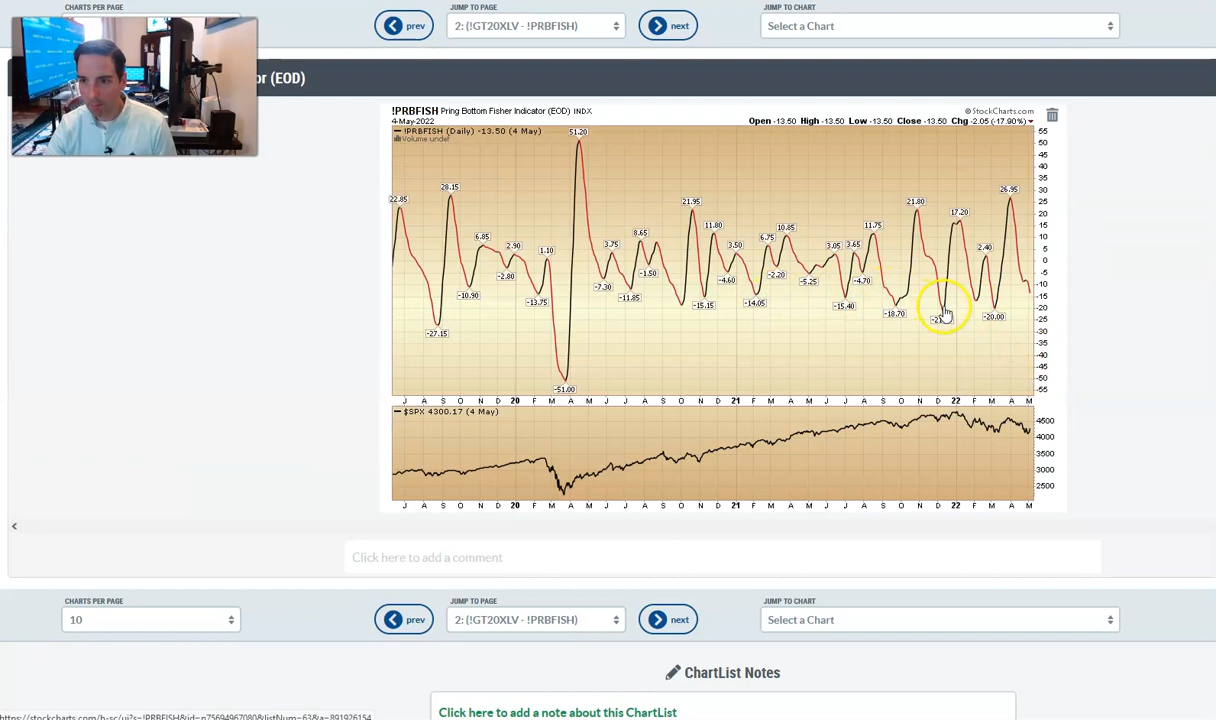 CHARTS PER PAGE
JUMP TO PAGE
JUMP TO CHART
prev
2: (!GT20XLV - !PRBFISH)
next
Select a Chart
or (EOD)
!PRBFISH Pring Bottom Fisher Indicator (EOD) INDX
© StockCharts.com
4-May-2022
Open -13.50 High -13.50 Low -13.50 Close -13.50 Chg -2.05 (-17.90%)
!PRBFISH (Daily) -13.50 (4 May)
Volume undef
51.20
28.15
22.85
6.85
2.90
1.10
3.75
8.65
21.95
11.80
3.50
6.75
10.85
3.05
3.65
11.75
21.80
17.20
2.40
26.95
-27.15
-10.90
-2.80
-13.75
-51.00
-7.30
-11.85
-1.50
-15.15
-4.60
-14.05
-2.20
-5.25
-15.40
-4.70
-18.70
-20.00
55
50
45
40
35
30
25
20
15
10
5
0
-5
-10
-15
-20
-25
-30
-35
-40
-45
-50
-55
J A S O N D 20 F M A M J J A S O N D 21 F M A M J J A S O N D 22 F M A M
$SPX 4300.17 (4 May)
4500
4000
3500
3000
2500
J A S O N D 20 F M A M J J A S O N D 21 F M A M J J A S O N D 22 F M A M
Click here to add a comment
CHARTS PER PAGE
JUMP TO PAGE
JUMP TO CHART
10
prev
2: (!GT20XLV - !PRBFISH)
next
Select a Chart
ChartList Notes
Click here to add a note about this ChartList